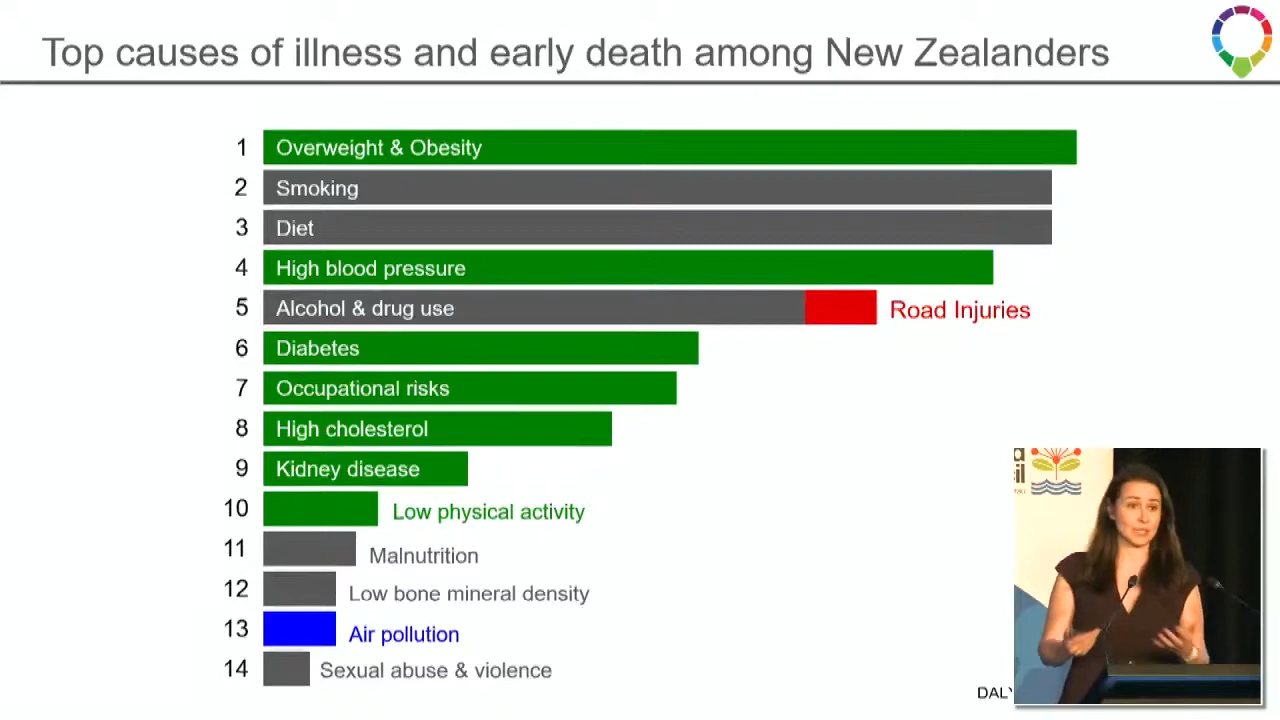 Top causes of illness and early death among New Zealanders
1 Overweight & Obesity
2 Smoking
3 Diet
4 High blood pressure
5 Alcohol & drug use Road Injuries
6 Diabetes
7 Occupational risks
8 High cholesterol
9 Kidney disease
10 Low physical activity
11 Malnutrition
12 Low bone mineral density
13 Air pollution
14 Sexual abuse & violence